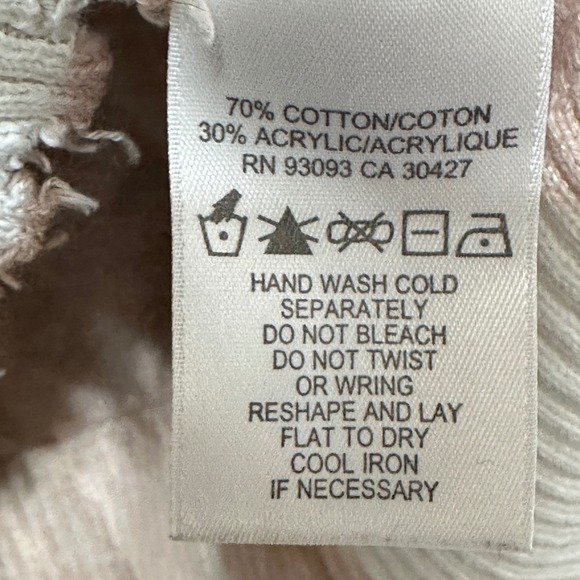 70% COTTON/COTON
30% ACRYLIC/ACRYLIQUE
RN 93093 CA 30427
HAND WASH COLD
SEPARATELY
DO NOT BLEACH
DO NOT TWIST
OR WRING
RESHAPE AND LAY
FLAT TO DRY
COOL IRON
IF NECESSARY